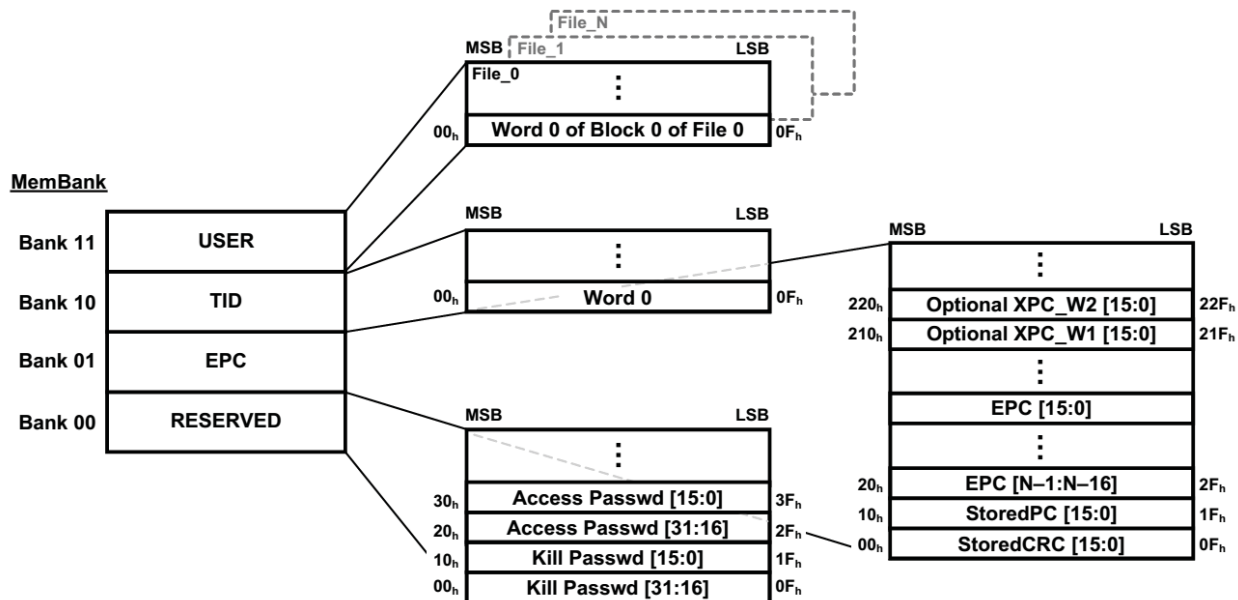 File_N
MSB File_1 LSB
File_0
⋮
00h Word 0 of Block 0 of File 0 0Fh
MemBank
Bank 11 USER
Bank 10 TID
Bank 01 EPC
Bank 00 RESERVED
MSB LSB
⋮
00h Word 0 0Fh
MSB LSB
⋮
30h Access Passwd [15:0] 3Fh
20h Access Passwd [31:16] 2Fh
10h Kill Passwd [15:0] 1Fh
00h Kill Passwd [31:16] 0Fh
MSB LSB
⋮
220h Optional XPC_W2 [15:0] 22Fh
210h Optional XPC_W1 [15:0] 21Fh
⋮
EPC [15:0]
⋮
20h EPC [N–1:N–16] 2Fh
10h StoredPC [15:0] 1Fh
00h StoredCRC [15:0] 0Fh